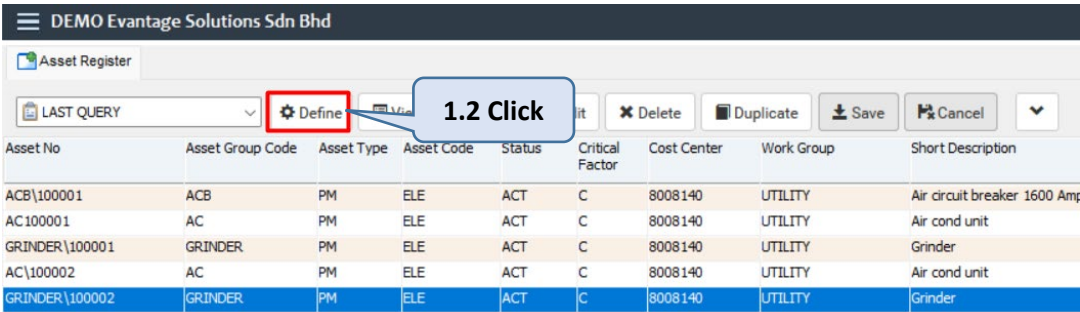 DEMO Evantage Solutions Sdn Bhd
Asset Register
LAST QUERY Define 1.2 Click Delete Duplicate Save Cancel
Asset No Asset Group Code Asset Type Asset Code Status Critical Factor Cost Center Work Group Short Description
ACB\100001 ACB PM ELE ACT C 8008140 UTILITY Air circuit breaker 1600 Amp
AC100001 AC PM ELE ACT C 8008140 UTILITY Air cond unit
GRINDER\100001 GRINDER PM ELE ACT C 8008140 UTILITY Grinder
AC\100002 AC PM ELE ACT C 8008140 UTILITY Air cond unit
GRINDER\100002 GRINDER PM ELE ACT C 8008140 UTILITY Grinder